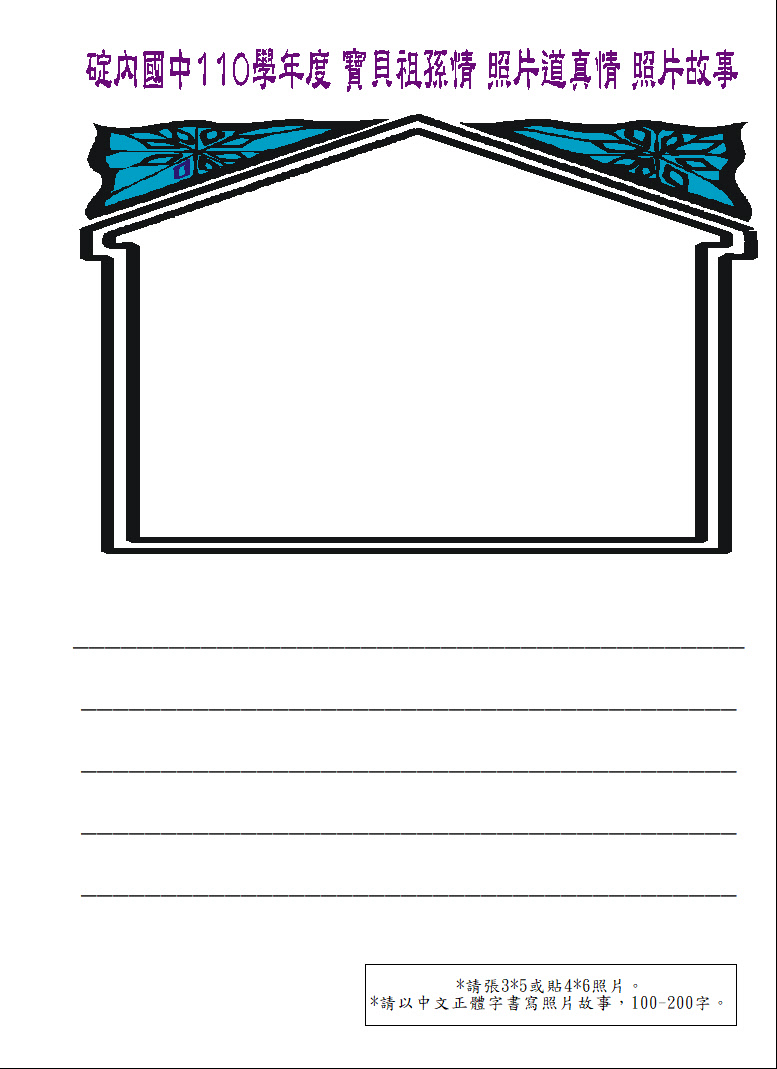 碇內國中110學年度 寶貝祖孫情 照片道真情 照片故事
*請張3*5或貼4*6照片。
*請以中文正體字書寫照片故事，100-200字。